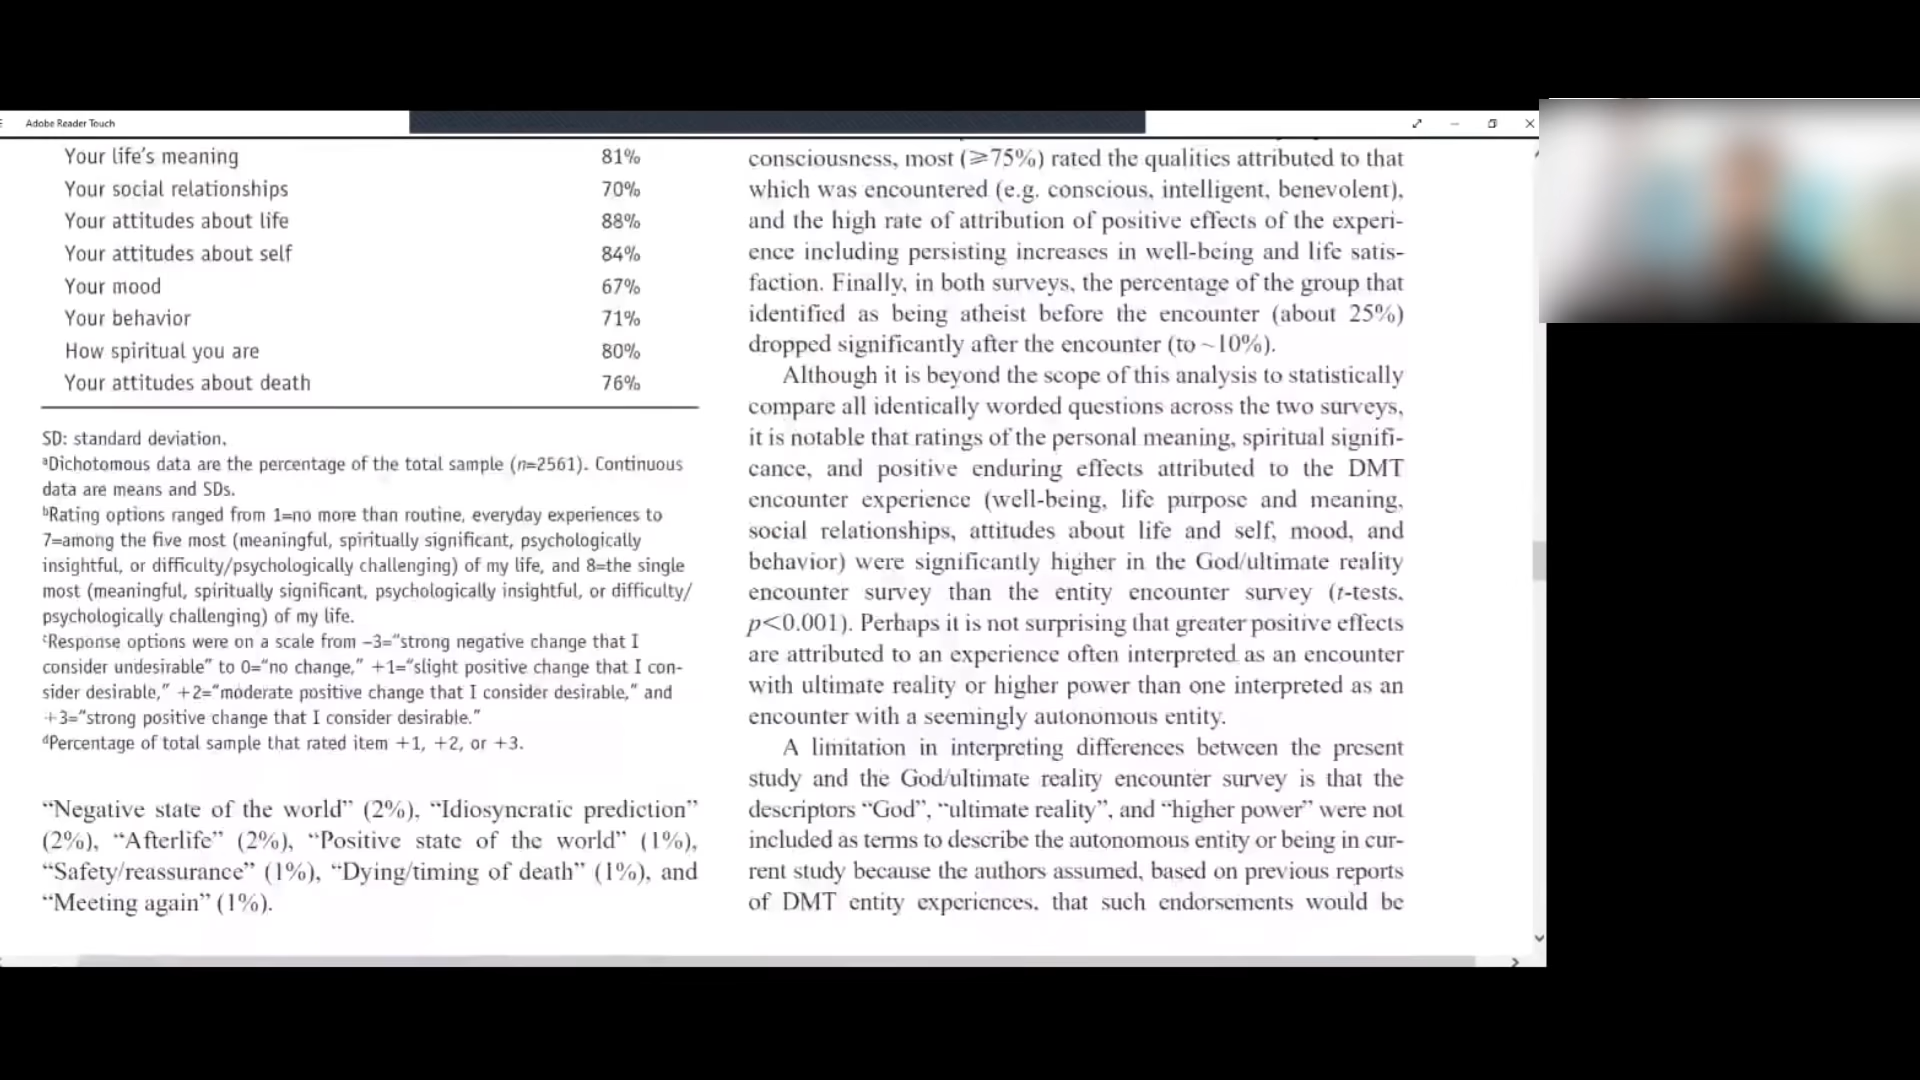 Adobe Reader Touch
Your life's meaning 81%
Your social relationships 70%
Your attitudes about life 88%
Your attitudes about self 84%
Your mood 67%
Your behavior 71%
How spiritual you are 80%
Your attitudes about death 76%
SD: standard deviation.
ᵃDichotomous data are the percentage of the total sample (n=2561). Continuous
data are means and SDs.
ᵇRating options ranged from 1=no more than routine, everyday experiences to
7=among the five most (meaningful, spiritually significant, psychologically
insightful, or difficulty/psychologically challenging) of my life, and 8=the single
most (meaningful, spiritually significant, psychologically insightful, or difficulty/
psychologically challenging) of my life.
ᶜResponse options were on a scale from –3="strong negative change that I
consider undesirable" to 0="no change," +1="slight positive change that I con-
sider desirable," +2="moderate positive change that I consider desirable," and
+3="strong positive change that I consider desirable."
ᵈPercentage of total sample that rated item +1, +2, or +3.
“Negative state of the world” (2%), “Idiosyncratic prediction”
(2%), “Afterlife” (2%), “Positive state of the world” (1%),
“Safety/reassurance” (1%), “Dying/timing of death” (1%), and
“Meeting again” (1%).
consciousness, most (⩾75%) rated the qualities attributed to that
which was encountered (e.g. conscious, intelligent, benevolent),
and the high rate of attribution of positive effects of the experi-
ence including persisting increases in well-being and life satis-
faction. Finally, in both surveys, the percentage of the group that
identified as being atheist before the encounter (about 25%)
dropped significantly after the encounter (to ~10%).
Although it is beyond the scope of this analysis to statistically
compare all identically worded questions across the two surveys,
it is notable that ratings of the personal meaning, spiritual signifi-
cance, and positive enduring effects attributed to the DMT
encounter experience (well-being, life purpose and meaning,
social relationships, attitudes about life and self, mood, and
behavior) were significantly higher in the God/ultimate reality
encounter survey than the entity encounter survey (t-tests,
p<0.001). Perhaps it is not surprising that greater positive effects
are attributed to an experience often interpreted as an encounter
with ultimate reality or higher power than one interpreted as an
encounter with a seemingly autonomous entity.
A limitation in interpreting differences between the present
study and the God/ultimate reality encounter survey is that the
descriptors “God”, “ultimate reality”, and “higher power” were not
included as terms to describe the autonomous entity or being in cur-
rent study because the authors assumed, based on previous reports
of DMT entity experiences, that such endorsements would be